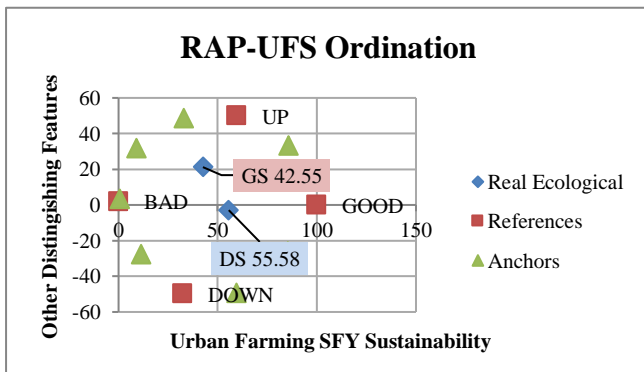 RAP-UFS Ordination
Other Distinguishing Features
60
40
20
0
-20
-40
-60
UP
GS 42.55
BAD
GOOD
0
50
100
150
DS 55.58
DOWN
Urban Farming SFY Sustainability
Real Ecological
References
Anchors